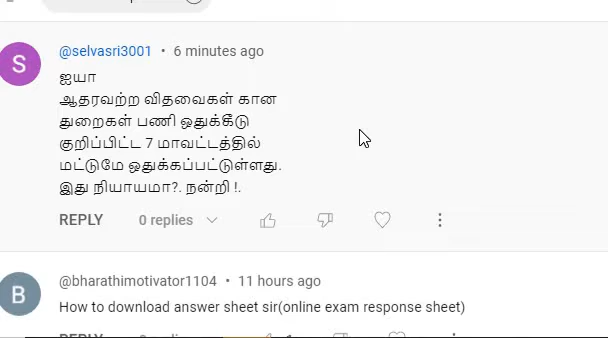 S
@selvasri3001 • 6 minutes ago
ஐயா
ஆதரவற்ற விதவைகள் கான
துறைகள் பணி ஒதுக்கீடு
குறிப்பிட்ட 7 மாவட்டத்தில்
மட்டுமே ஒதுக்கப்பட்டுள்ளது.
இது நியாயமா?. நன்றி !.
REPLY 0 replies
B
@bharathimotivator1104 • 11 hours ago
How to download answer sheet sir(online exam response sheet)
REPLY